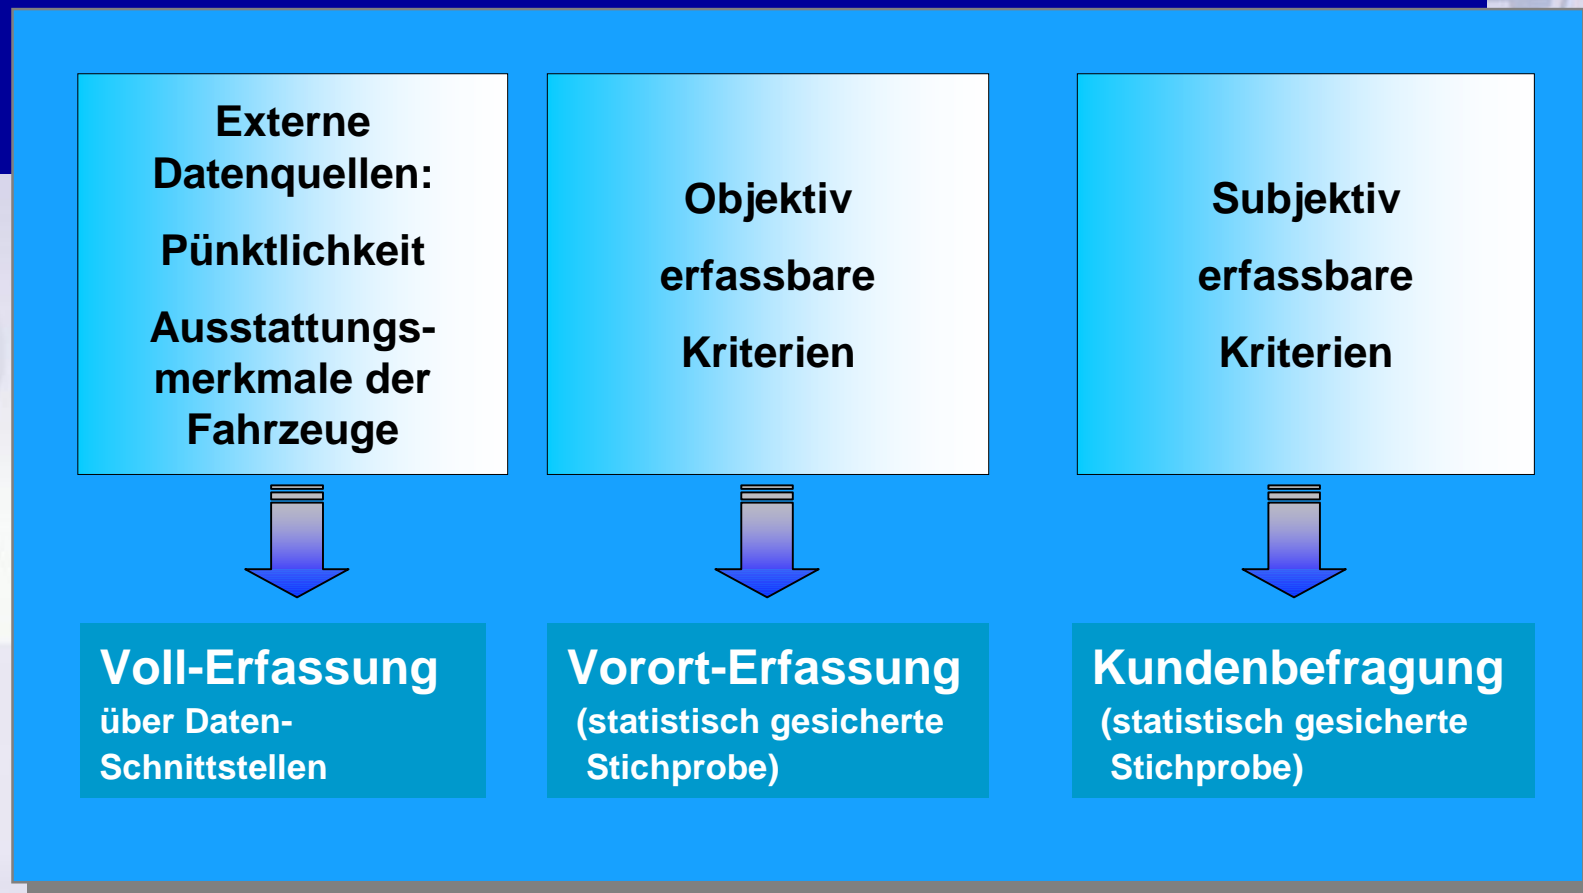 Externe
Datenquellen:
Pünktlichkeit
Ausstattungs-
merkmale der
Fahrzeuge
Objektiv
erfassbare
Kriterien
Subjektiv
erfassbare
Kriterien
Voll-Erfassung
über Daten-
Schnittstellen
Vorort-Erfassung
(statistisch gesicherte
Stichprobe)
Kundenbefragung
(statistisch gesicherte
Stichprobe)